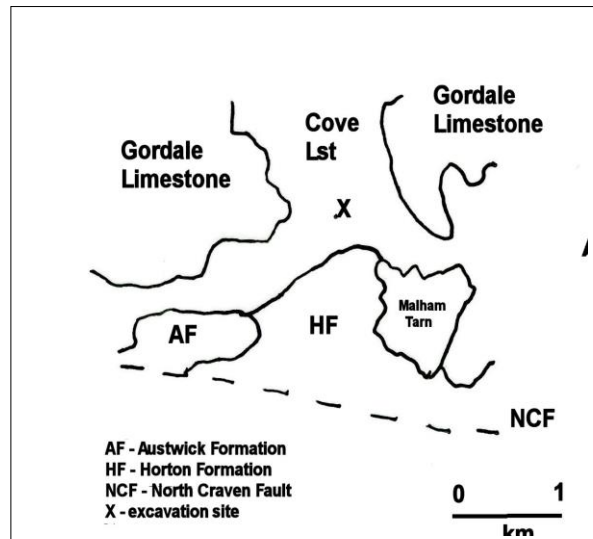 Gordale
Limestone
Cove
Lst
Gordale
Limestone
X
AF
HF
Malham
Tarn
NCF
AF - Austwick Formation
HF - Horton Formation
NCF - North Craven Fault
X - excavation site
0 1
km